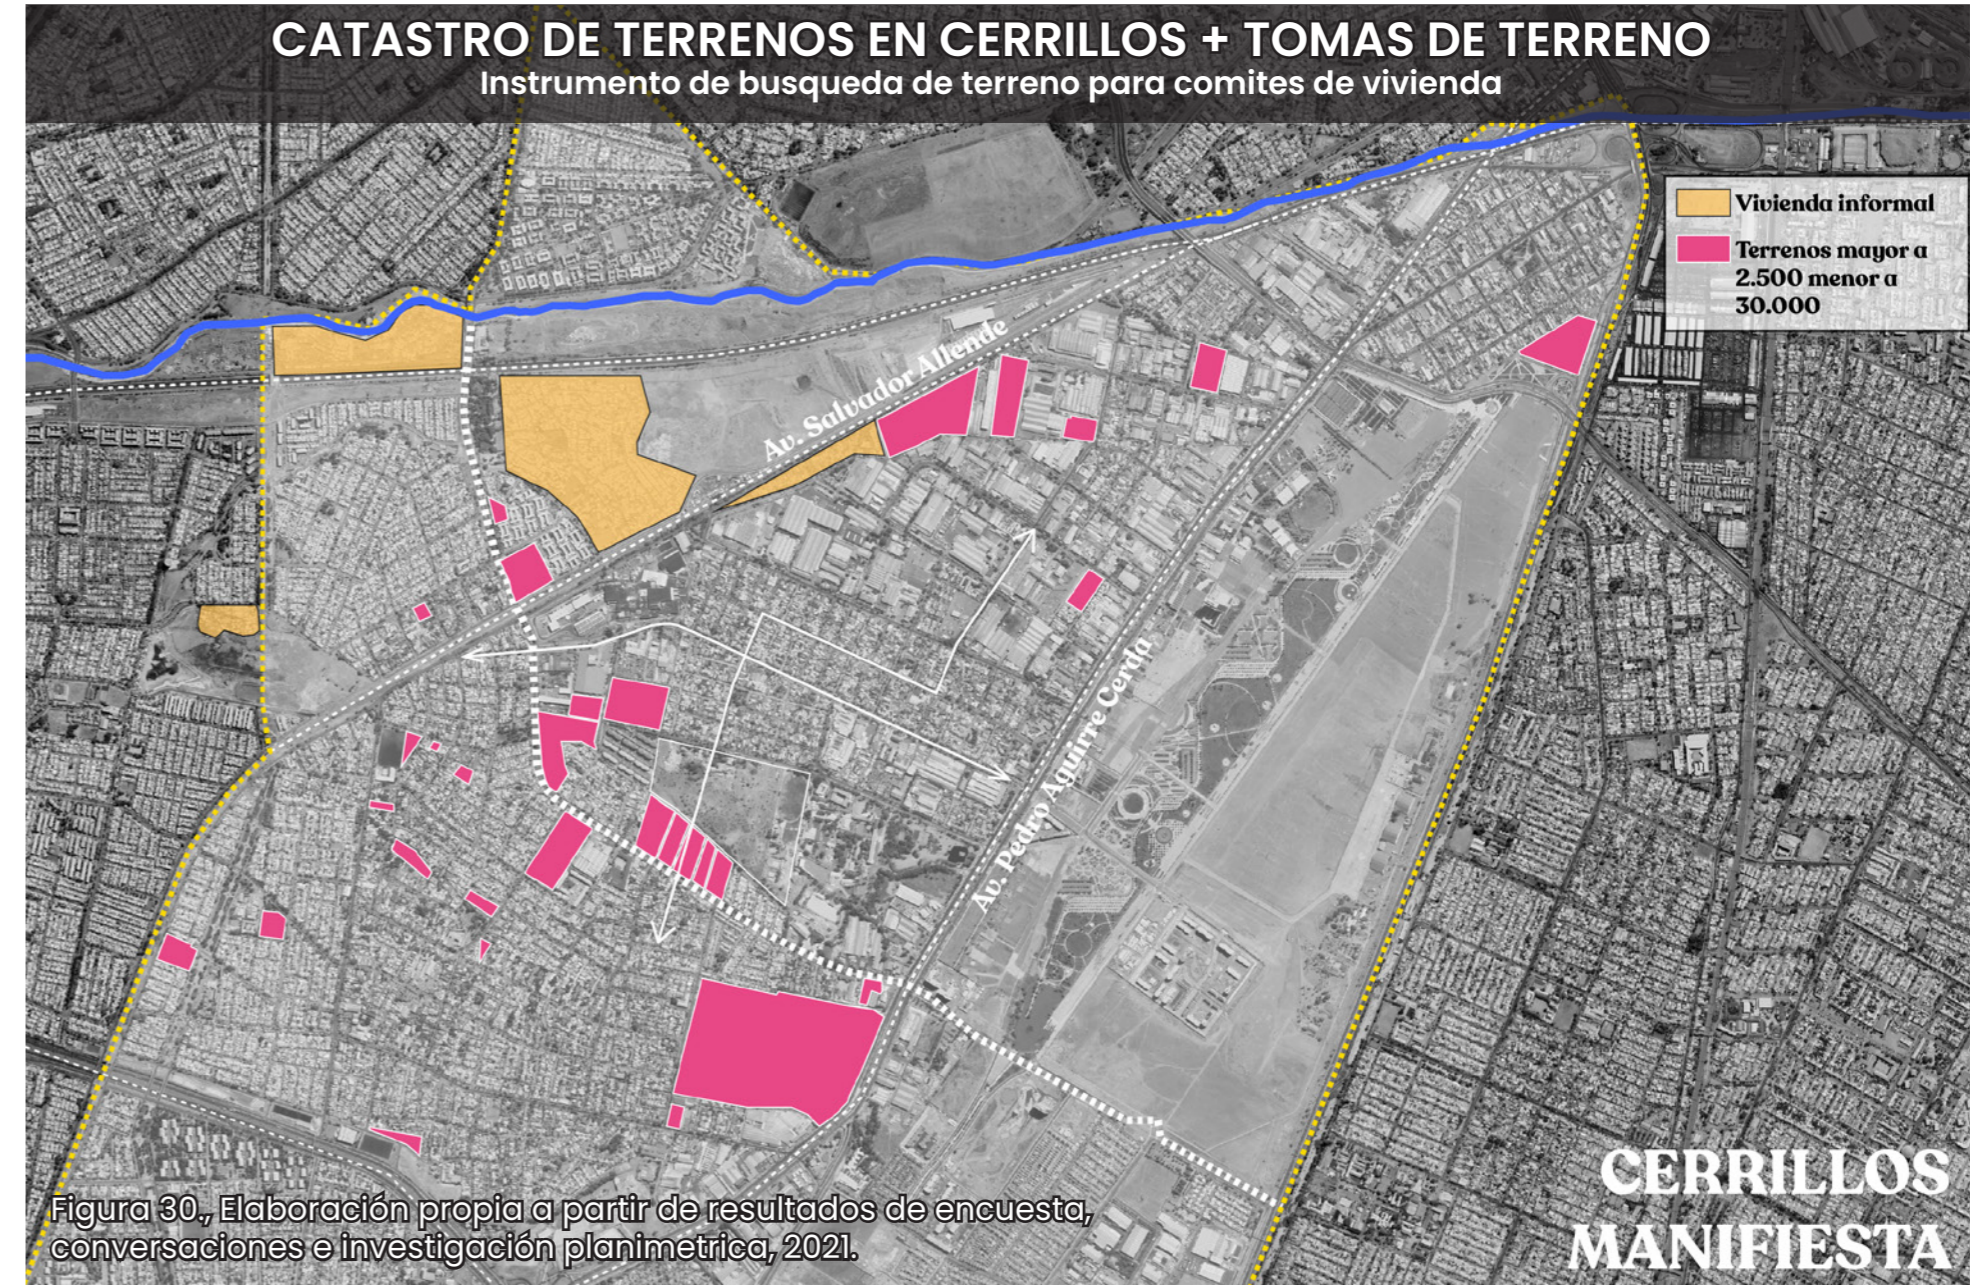 CATASTRO DE TERRENOS EN CERRILLOS + TOMAS DE TERRENO
Instrumento de busqueda de terreno para comites de vivienda
Vivienda informal
Terrenos mayor a
2.500 menor a
30.000
Av. Salvador Allende
Av. Pedro Aguirre Cerda
Figura 30., Elaboración propia a partir de resultados de encuesta,
conversaciones e investigación planimetrica, 2021.
CERRILLOS
MANIFIESTA